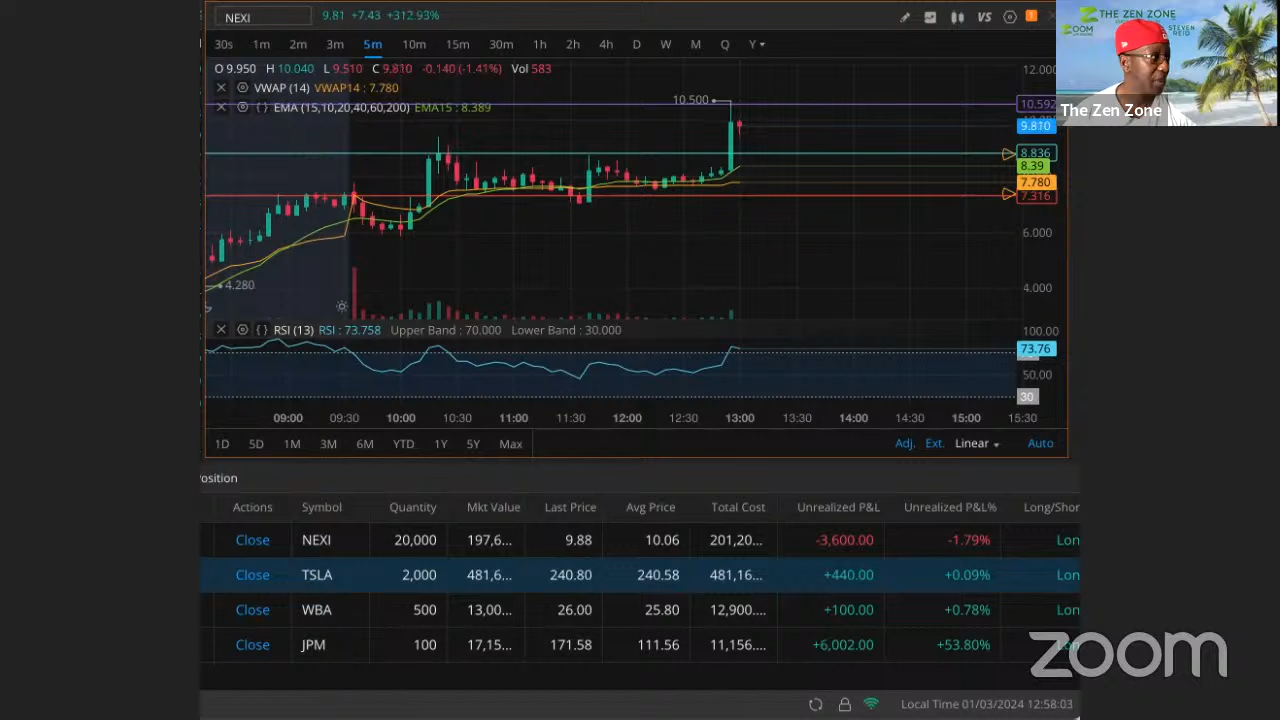 NEXI 9.81 +7.43 +312.93% VS
30s 1m 2m 3m 5m 10m 15m 30m 1h 2h 4h D W M Q Y
O 9.950 H 10.040 L 9.510 C 9.810 -0.140 (-1.41%) Vol 583
VWAP (14) VWAP14 : 7.780
EMA (15,10,20,40,60,200) EMA15 : 8.389
10.500
4.280
12.000
10.592
9.810
8.836
8.39
7.780
7.316
6.000
4.000
RSI (13) RSI : 73.758 Upper Band : 70.000 Lower Band : 30.000
100.00
73.76
50.00
30
09:00 09:30 10:00 10:30 11:00 11:30 12:00 12:30 13:00 13:30 14:00 14:30 15:00 15:30
1D 5D 1M 3M 6M YTD 1Y 5Y Max Adj. Ext. Linear Auto
osition
Actions Symbol Quantity Mkt Value Last Price Avg Price Total Cost Unrealized P&L Unrealized P&L% Long/Shor
Close NEXI 20,000 197,6... 9.88 10.06 201,20... -3,600.00 -1.79% Lon
Close TSLA 2,000 481,6... 240.80 240.58 481,16... +440.00 +0.09% Lon
Close WBA 500 13,00... 26.00 25.80 12,900.... +100.00 +0.78% Lon
Close JPM 100 17,15... 171.58 111.56 11,156.... +6,002.00 +53.80% Lon
Local Time 01/03/2024 12:58:03
THE ZEN ZONE
ZOOM
STEVEN
REID
The Zen Zone
zoom